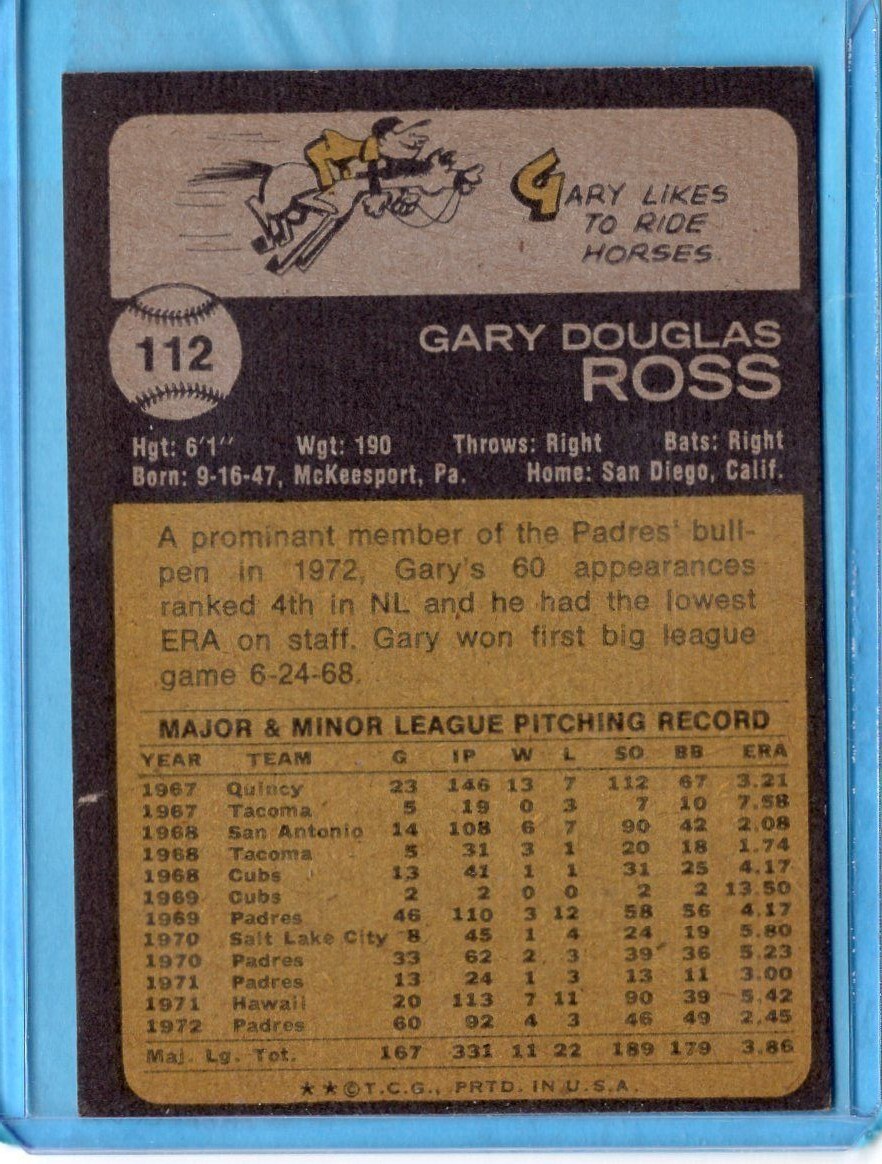 GARY LIKES
TO RIDE
HORSES.
112
GARY DOUGLAS
ROSS
Hgt: 6'1" Wgt: 190 Throws: Right Bats: Right
Born: 9-16-47, McKeesport, Pa. Home: San Diego, Calif.
A prominant member of the Padres' bull-
pen in 1972, Gary's 60 appearances
ranked 4th in NL and he had the lowest
ERA on staff. Gary won first big league
game 6-24-68.
MAJOR & MINOR LEAGUE PITCHING RECORD
YEAR TEAM G IP W L SO BB ERA
1967 Quincy 23 146 13 7 112 67 3.21
1967 Tacoma 5 19 0 3 7 10 7.58
1968 San Antonio 14 108 6 7 90 42 2.08
1968 Tacoma 5 31 3 1 20 18 1.74
1968 Cubs 13 41 1 1 31 25 4.17
1969 Cubs 2 2 0 0 2 2 13.50
1969 Padres 46 110 3 12 58 56 4.17
1970 Salt Lake City 8 45 1 4 24 19 5.80
1970 Padres 33 62 2 3 39 36 5.23
1971 Padres 13 24 1 3 13 11 3.00
1971 Hawaii 20 113 7 11 90 39 5.42
1972 Padres 60 92 4 3 46 49 2.45
Maj. Lg. Tot. 167 331 11 22 189 179 3.86
★★©T.C.G., PRTD. IN U.S.A.